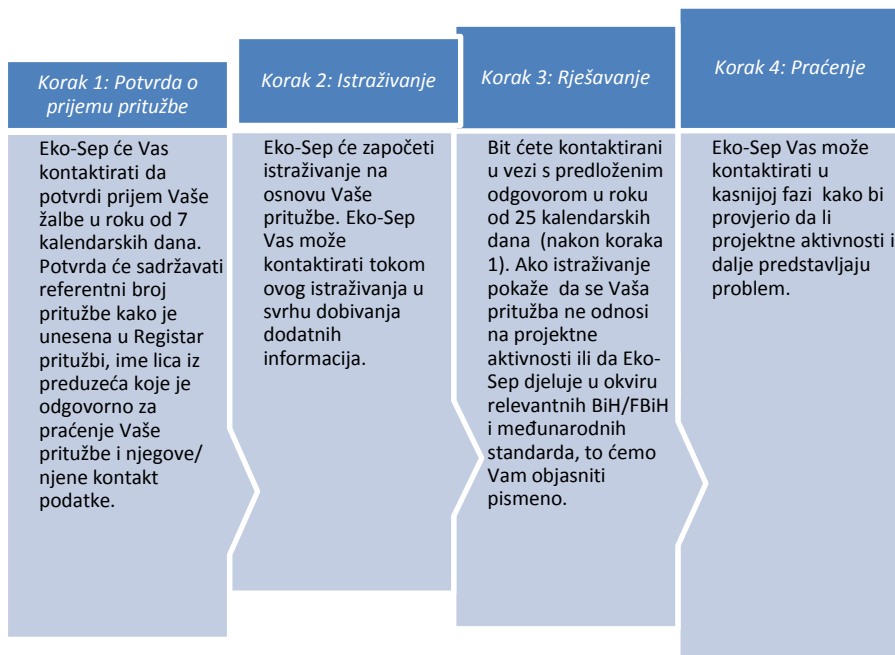 Korak 1: Potvrda o
prijemu pritužbe
Eko-Sep će Vas
kontaktirati da
potvrdi prijem Vaše
žalbe u roku od 7
kalendarskih dana.
Potvrda će sadržavati
referentni broj
pritužbe kako je
unesena u Registar
pritužbi, ime lica iz
preduzeća koje je
odgovorno za
praćenje Vaše
pritužbe i njegove/
njene kontakt
podatke.
Korak 2: Istraživanje
Eko-Sep će započeti
istraživanje na
osnovu Vaše
pritužbe. Eko-Sep
Vas može
kontaktirati tokom
ovog istraživanja u
svrhu dobivanja
dodatnih
informacija.
Korak 3: Rješavanje
Bit ćete kontaktirani
u vezi s predloženim
odgovorom u roku
od 25 kalendarskih
dana (nakon koraka
1). Ako istraživanje
pokaže da se Vaša
pritužba ne odnosi
na projektne
aktivnosti ili da Eko-
Sep djeluje u okviru
relevantnih BiH/FBiH
i međunarodnih
standarda, to ćemo
Vam objasniti
pismeno.
Korak 4: Praćenje
Eko-Sep Vas može
kontaktirati u
kasnijoj fazi kako bi
provjerio da li
projektne aktivnosti i
dalje predstavljaju
problem.